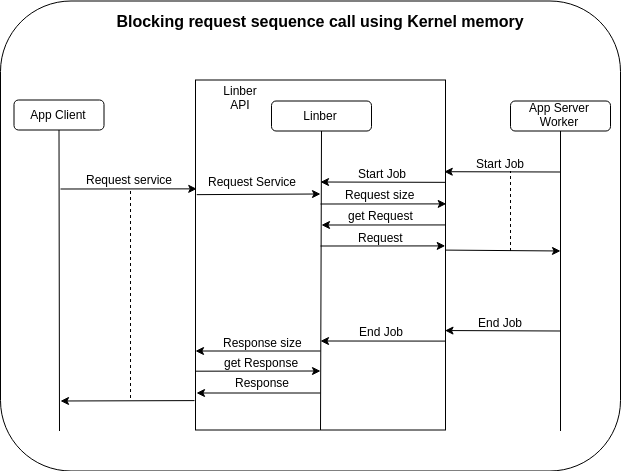 Blocking request sequence call using Kernel memory
Linber
API
App Client
Linber
App Server
Worker
Start Job
Start Job
Request service
Request Service
Request size
get Request
Request
End Job
End Job
Response size
get Response
Response